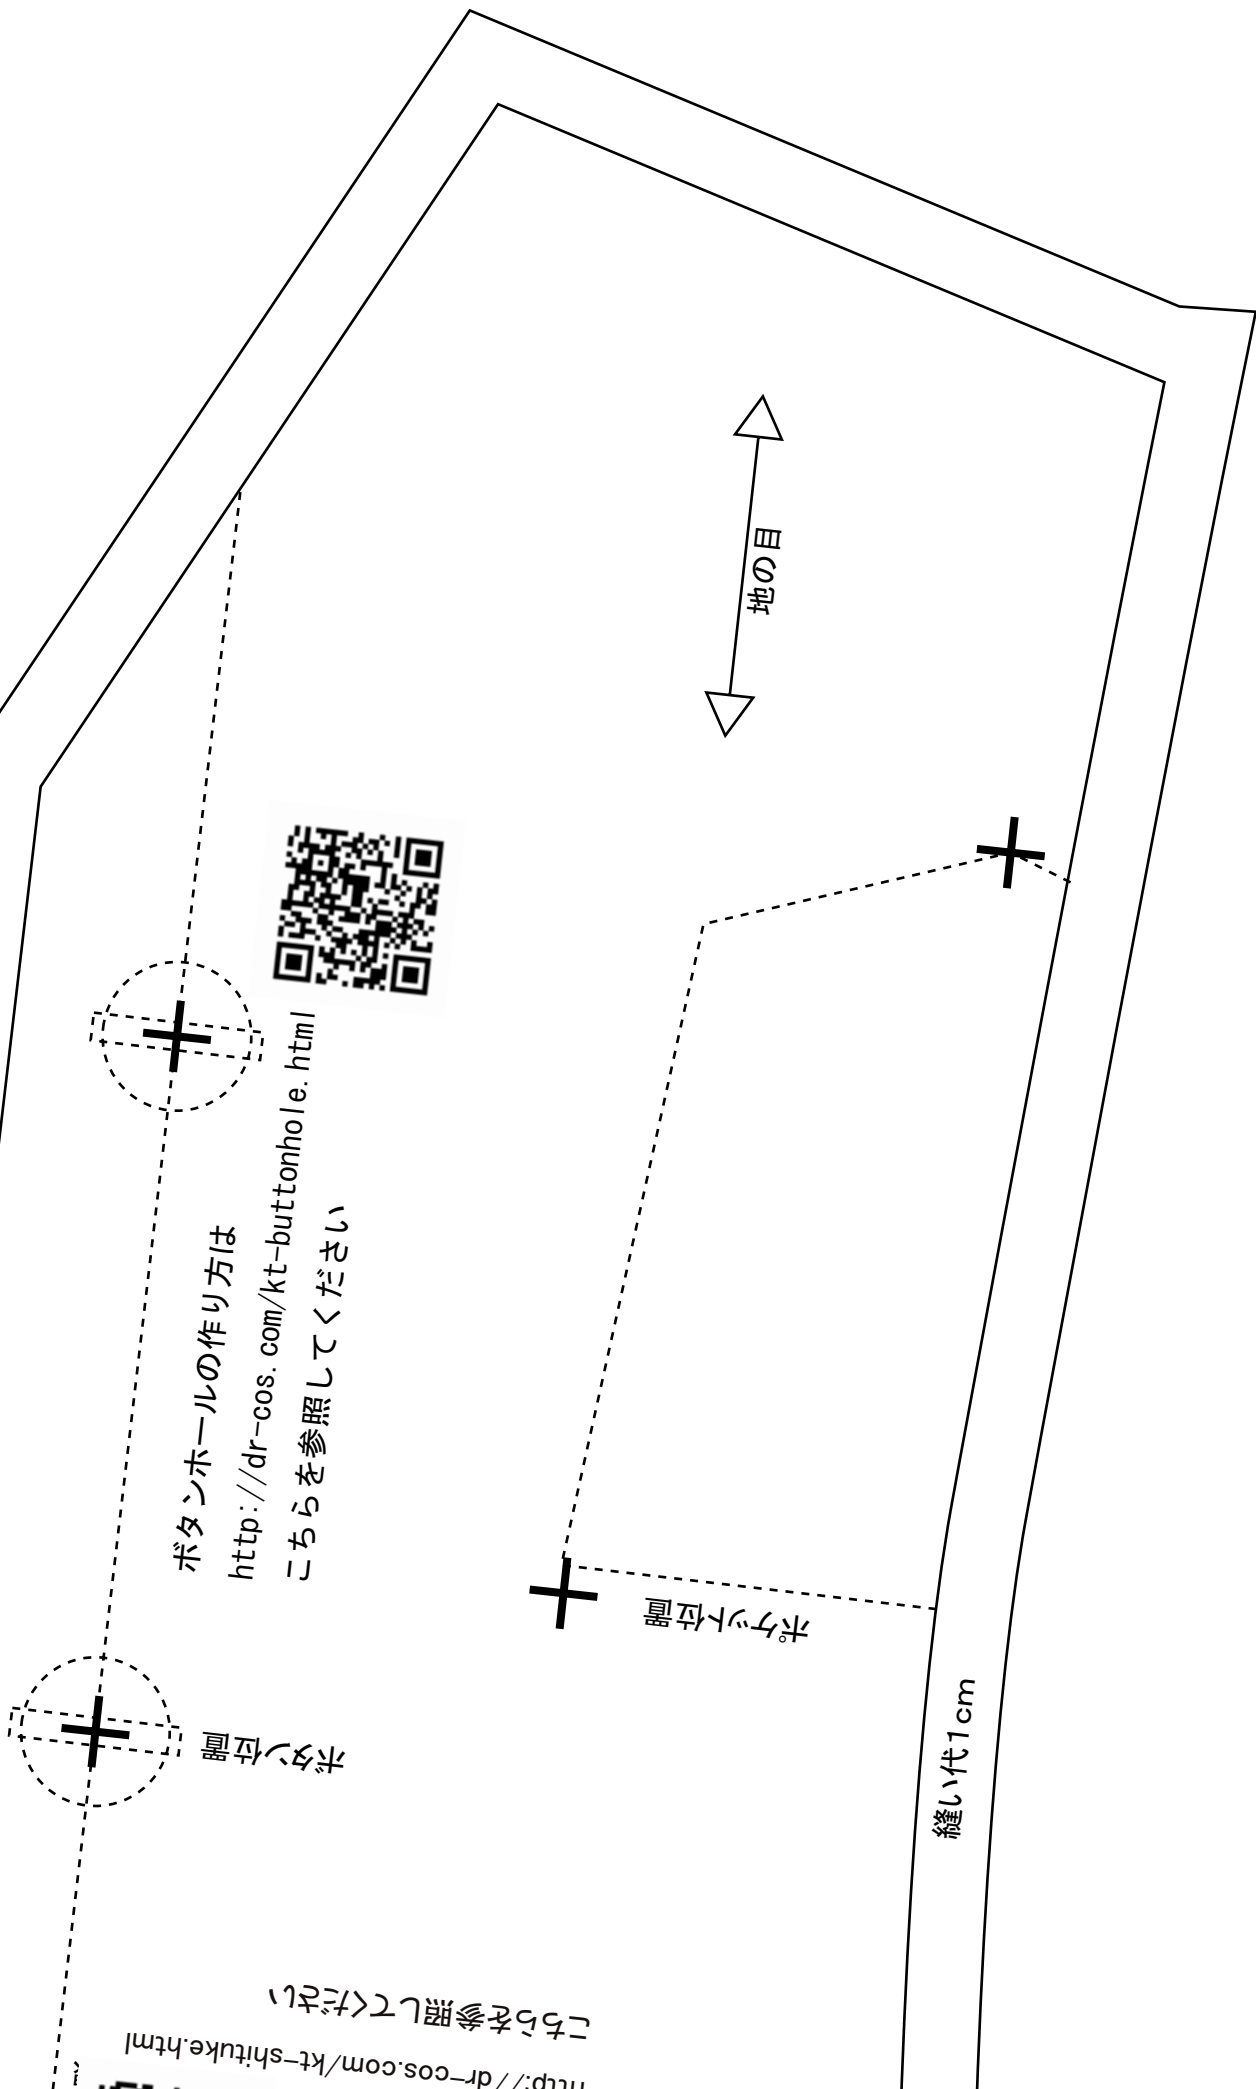 地の目
ボタンホールの作り方は
http://dr-cos.com/kt-buttonhole.html
こちらを参照してください
ポケット位置
ボタン位置
縫い代1cm
http://dr-cos.com/kt-shituke.html
こちらを参照してください